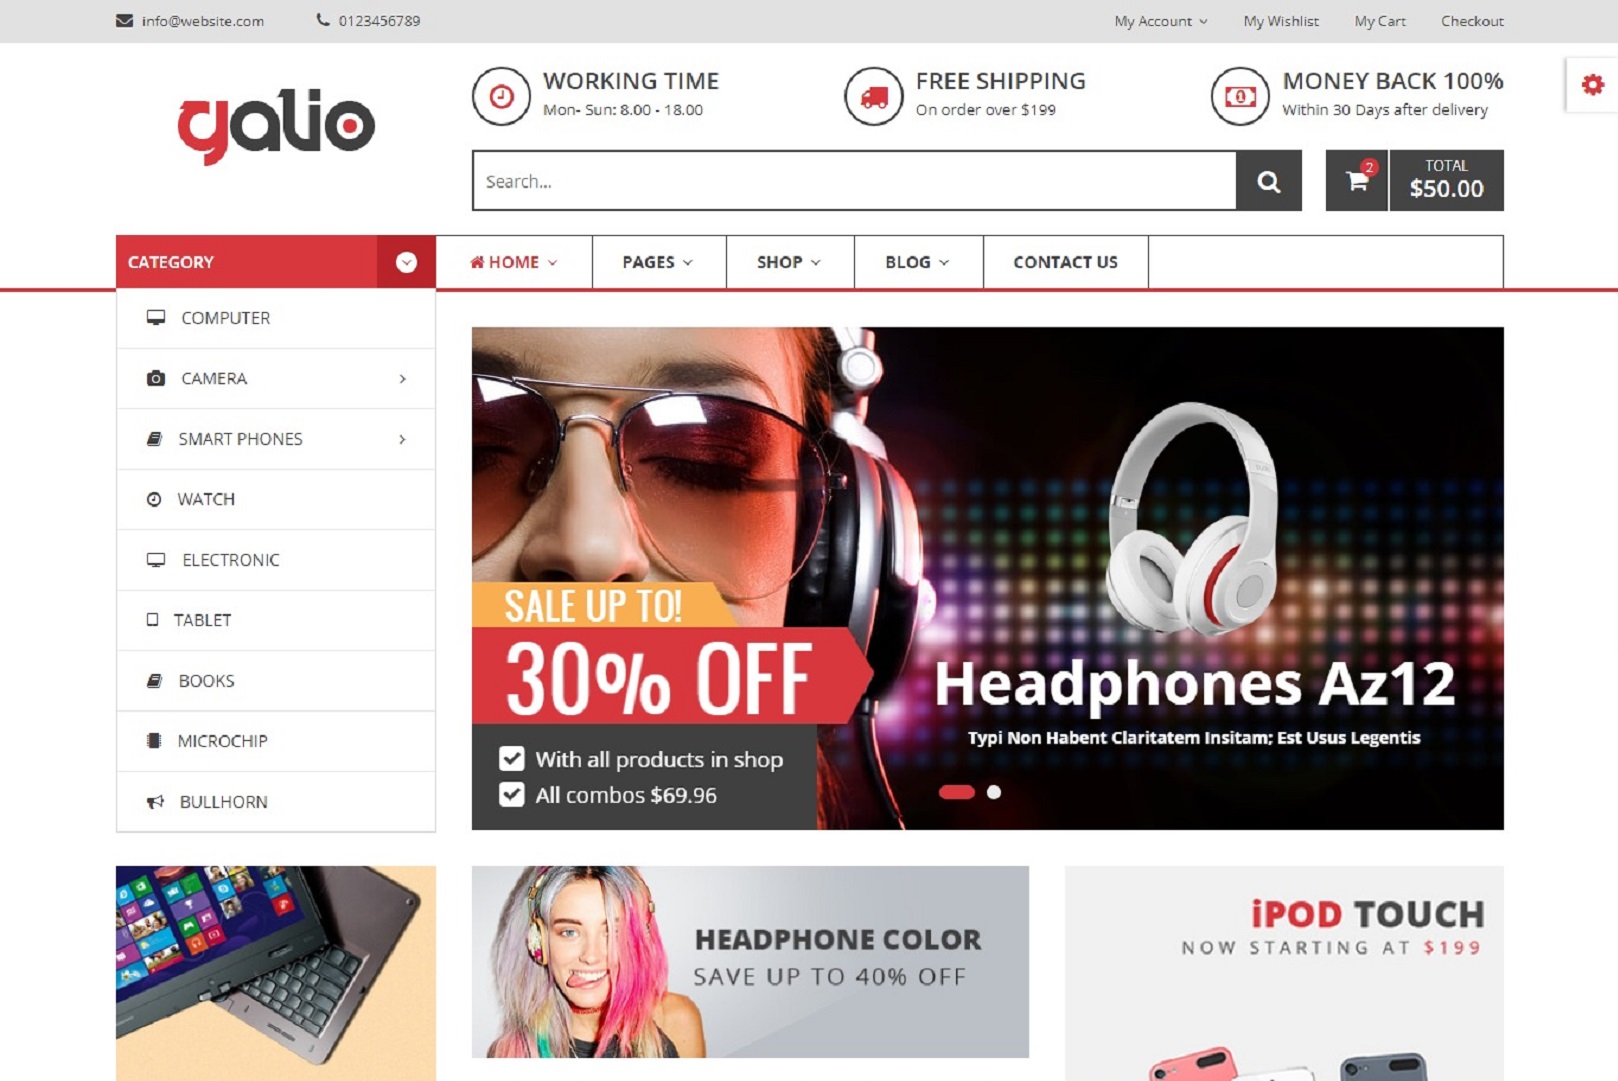 info@website.com
0123456789
My Account
My Wishlist
My Cart
Checkout
yalio
WORKING TIME
Mon- Sun: 8.00 - 18.00
FREE SHIPPING
On order over $199
MONEY BACK 100%
Within 30 Days after delivery
Search...
2
TOTAL
$50.00
CATEGORY
HOME
PAGES
SHOP
BLOG
CONTACT US
COMPUTER
CAMERA
SMART PHONES
WATCH
ELECTRONIC
TABLET
BOOKS
MICROCHIP
BULLHORN
SALE UP TO!
30% OFF
With all products in shop
All combos $69.96
Headphones Az12
Typi Non Habent Claritatem Insitam; Est Usus Legentis
HEADPHONE COLOR
SAVE UP TO 40% OFF
iPOD TOUCH
NOW STARTING AT $199